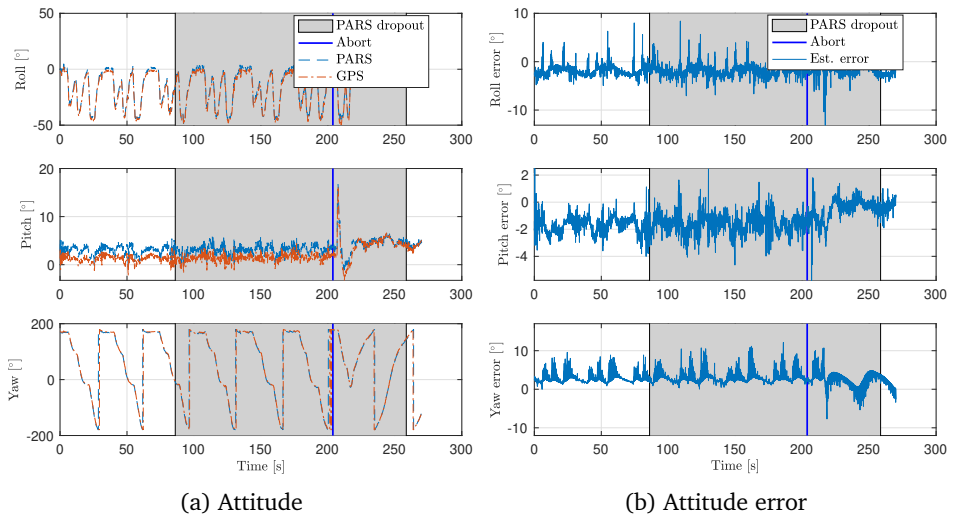 Roll [°]
0
-50
0 50 100 150 200 250 300
PARS dropout
Abort
PARS
GPS
Pitch [°]
20
10
0
0 50 100 150 200 250 300
Yaw [°]
200
0
-200
0 50 100 150 200 250 300
Time [s]
(a) Attitude
Roll error [°]
10
0
-10
0 50 100 150 200 250 300
PARS dropout
Abort
Est. error
Pitch error [°]
2
0
-2
-4
0 50 100 150 200 250 300
Yaw error [°]
10
0
-10
0 50 100 150 200 250 300
Time [s]
(b) Attitude error